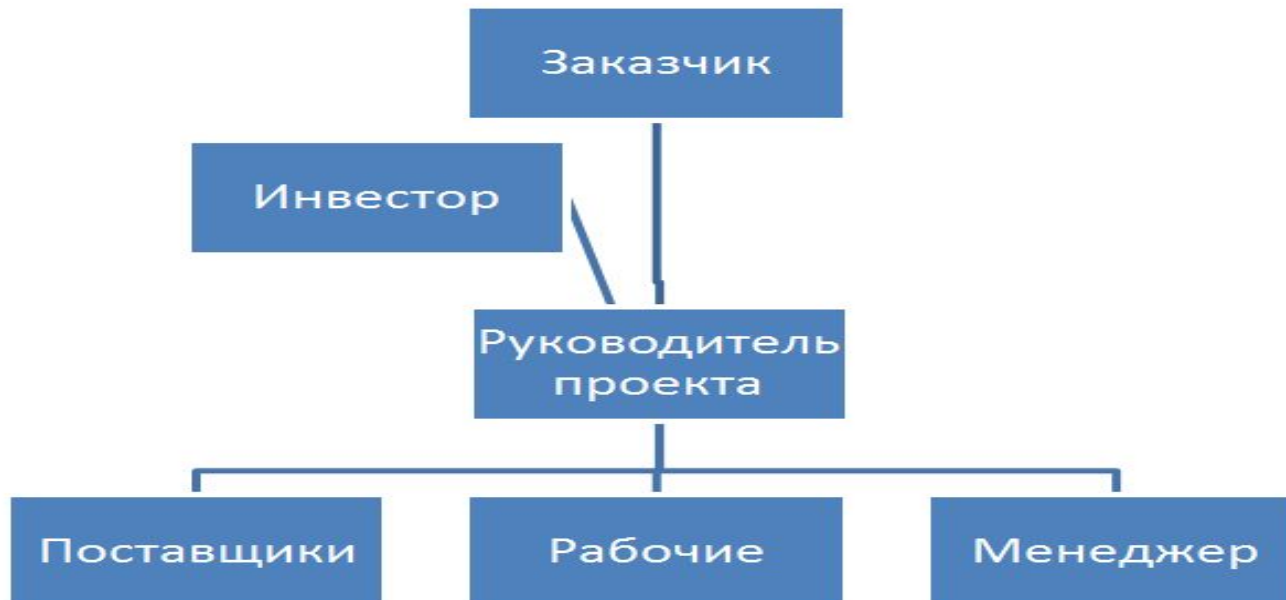 Заказчик
Инвестор
Руководитель
проекта
Поставщики
Рабочие
Менеджер